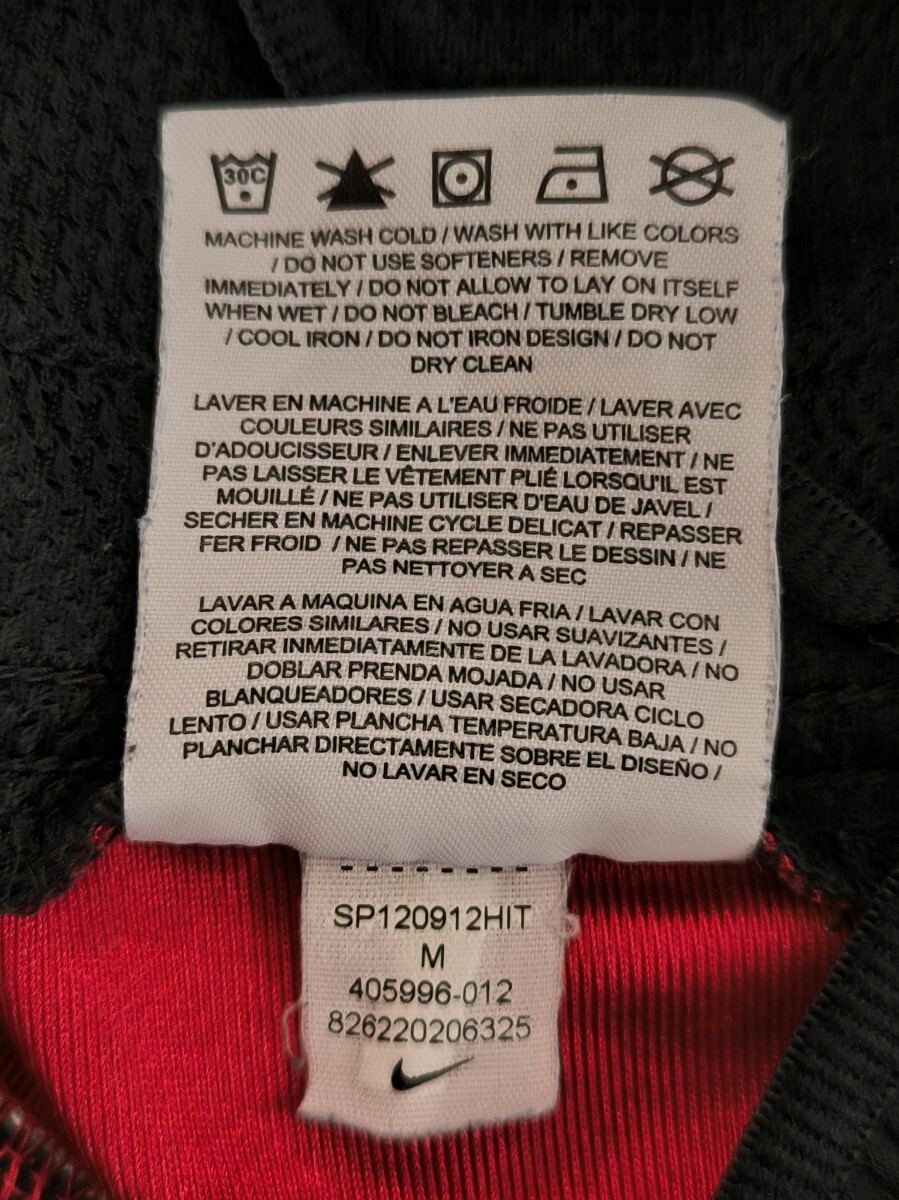 30C
MACHINE WASH COLD / WASH WITH LIKE COLORS
/ DO NOT USE SOFTENERS / REMOVE
IMMEDIATELY / DO NOT ALLOW TO LAY ON ITSELF
WHEN WET / DO NOT BLEACH / TUMBLE DRY LOW
/ COOL IRON / DO NOT IRON DESIGN / DO NOT
DRY CLEAN
LAVER EN MACHINE A L'EAU FROIDE / LAVER AVEC
COULEURS SIMILAIRES / NE PAS UTILISER
D'ADOUCISSEUR / ENLEVER IMMEDIATEMENT / NE
PAS LAISSER LE VÊTEMENT PLIÉ LORSQU'IL EST
MOUILLÉ / NE PAS UTILISER D'EAU DE JAVEL /
SECHER EN MACHINE CYCLE DELICAT / REPASSER
FER FROID / NE PAS REPASSER LE DESSIN / NE
PAS NETTOYER A SEC
LAVAR A MAQUINA EN AGUA FRIA / LAVAR CON
COLORES SIMILARES / NO USAR SUAVIZANTES /
RETIRAR INMEDIATAMENTE DE LA LAVADORA / NO
DOBLAR PRENDA MOJADA / NO USAR
BLANQUEADORES / USAR SECADORA CICLO
LENTO / USAR PLANCHA TEMPERATURA BAJA / NO
PLANCHAR DIRECTAMENTE SOBRE EL DISEÑO /
NO LAVAR EN SECO
SP120912HIT
M
405996-012
826220206325